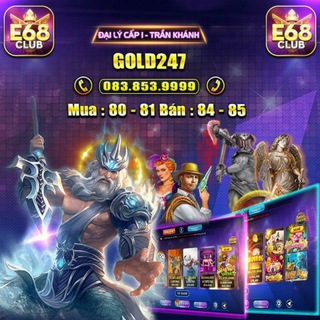 E68
CLUB
ĐẠI LÝ CẤP I - TRẦN KHÁNH
E68
CLUB
GOLD247
083.853.9999
Mua : 80 - 81 Bán : 84 - 85